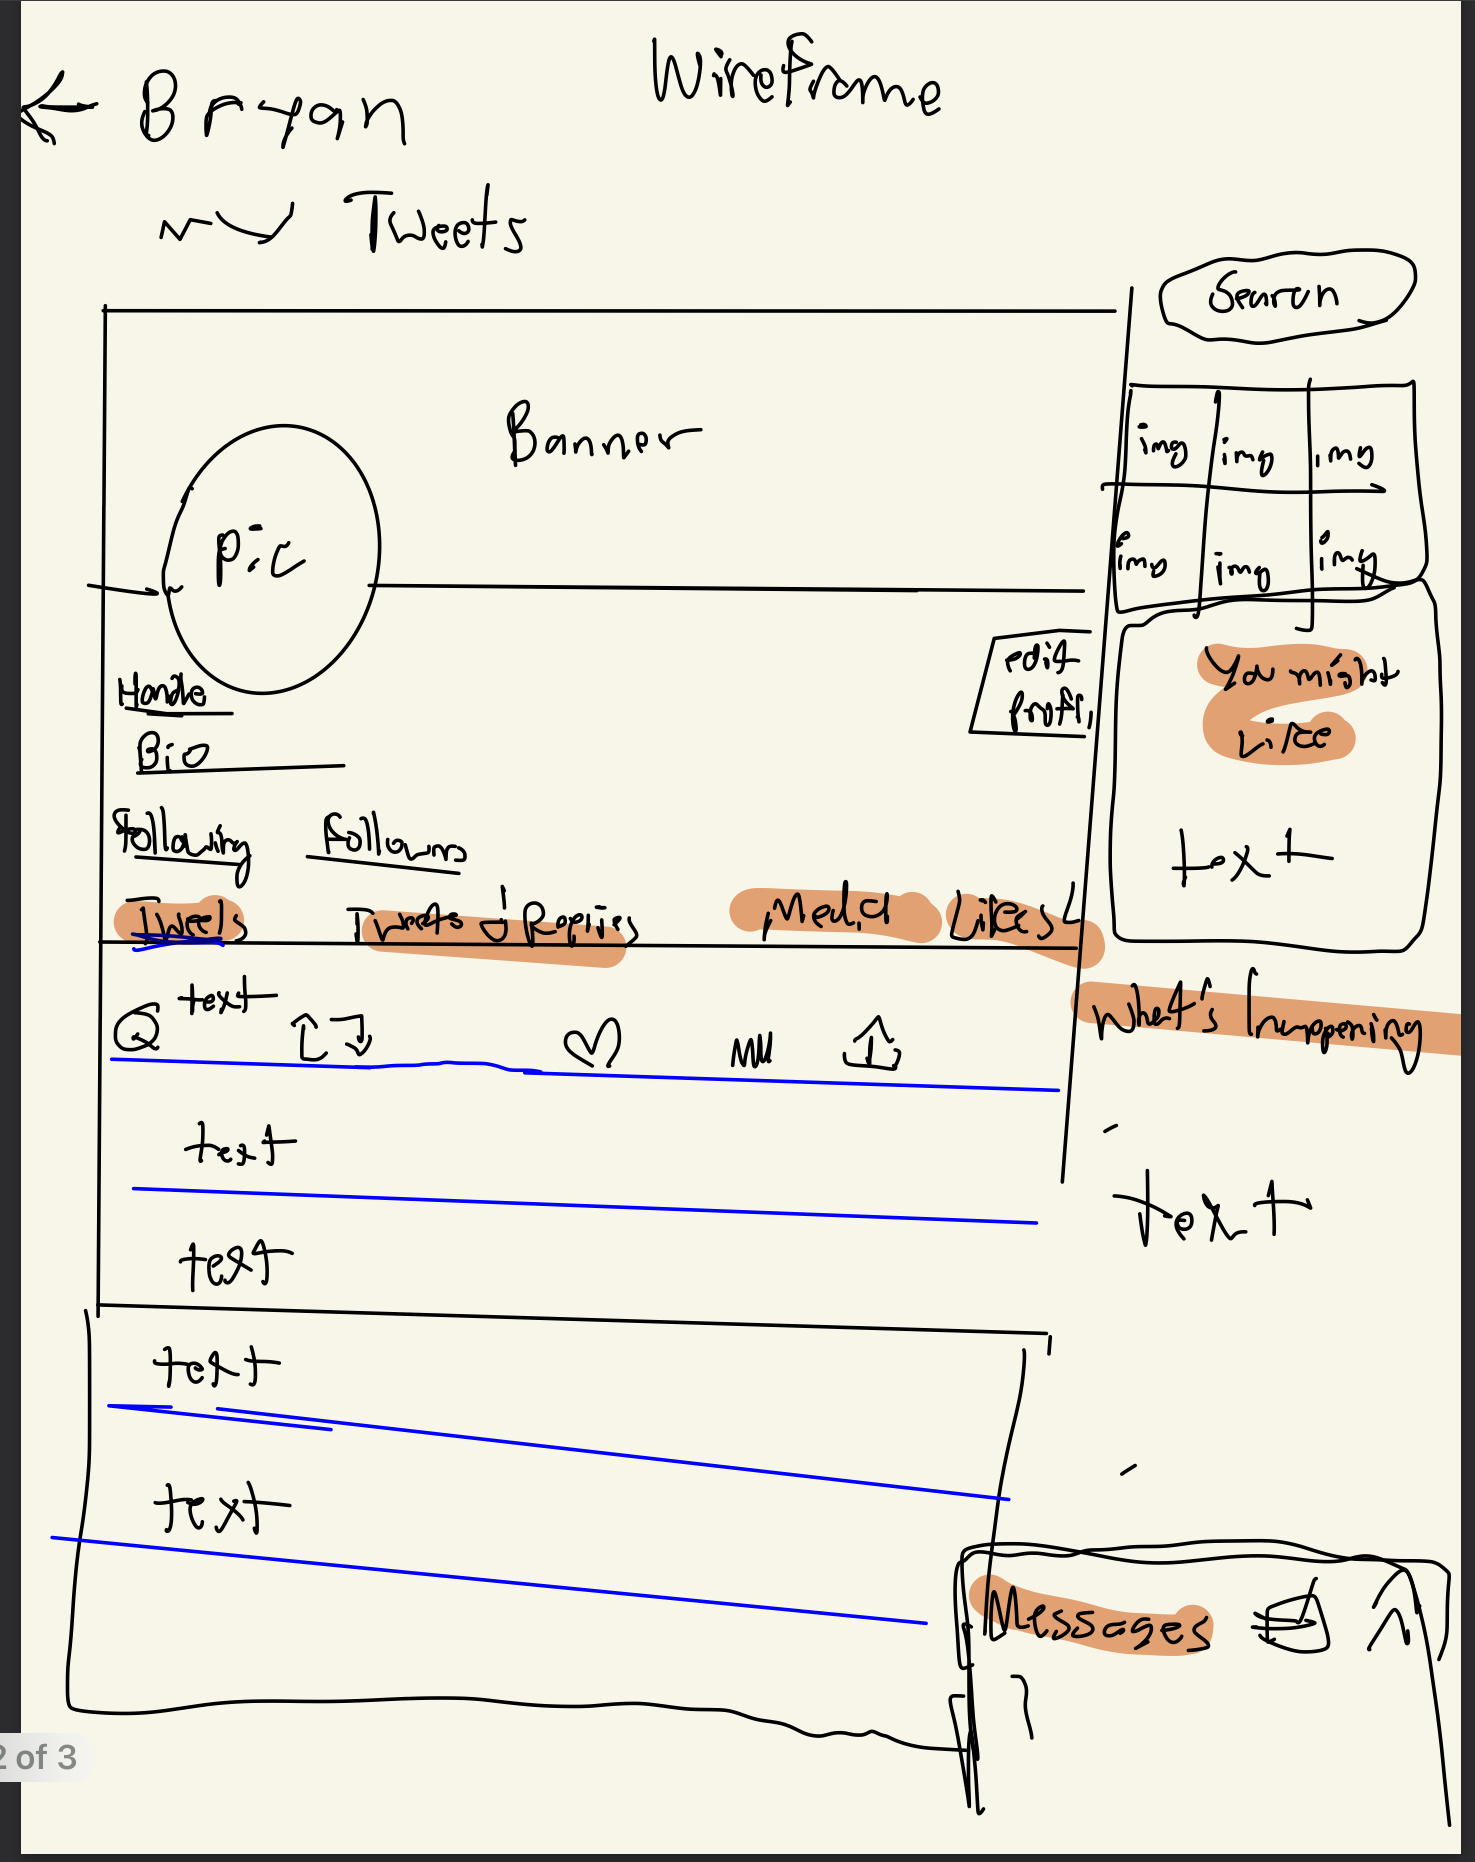 Wireframe
← Bryan
Tweets
Search
Banner
img img img
img img img
Pic
edit
profi
Handle
Bio
You might
Like
text
Following Followers
Tweets Tweets & Replies Media Likes
text
What's happening
text
text
text
text
text
Messages
2 of 3